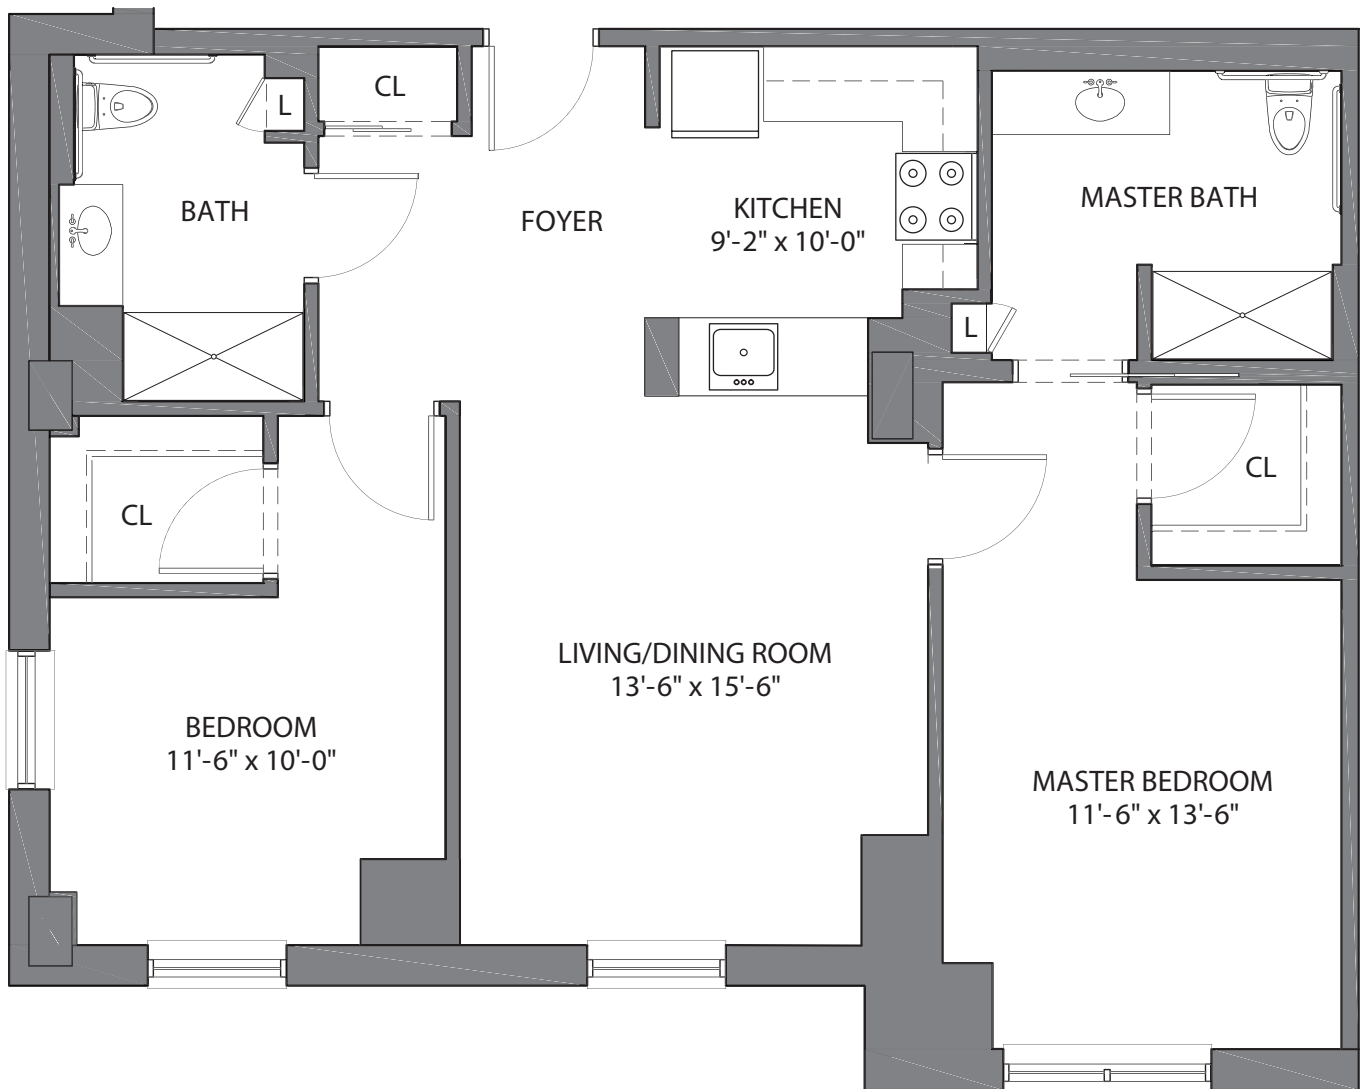 CL
L
BATH
FOYER
KITCHEN
9'-2" x 10'-0"
MASTER BATH
L
CL
CL
LIVING/DINING ROOM
13'-6" x 15'-6"
BEDROOM
11'-6" x 10'-0"
MASTER BEDROOM
11'-6" x 13'-6"